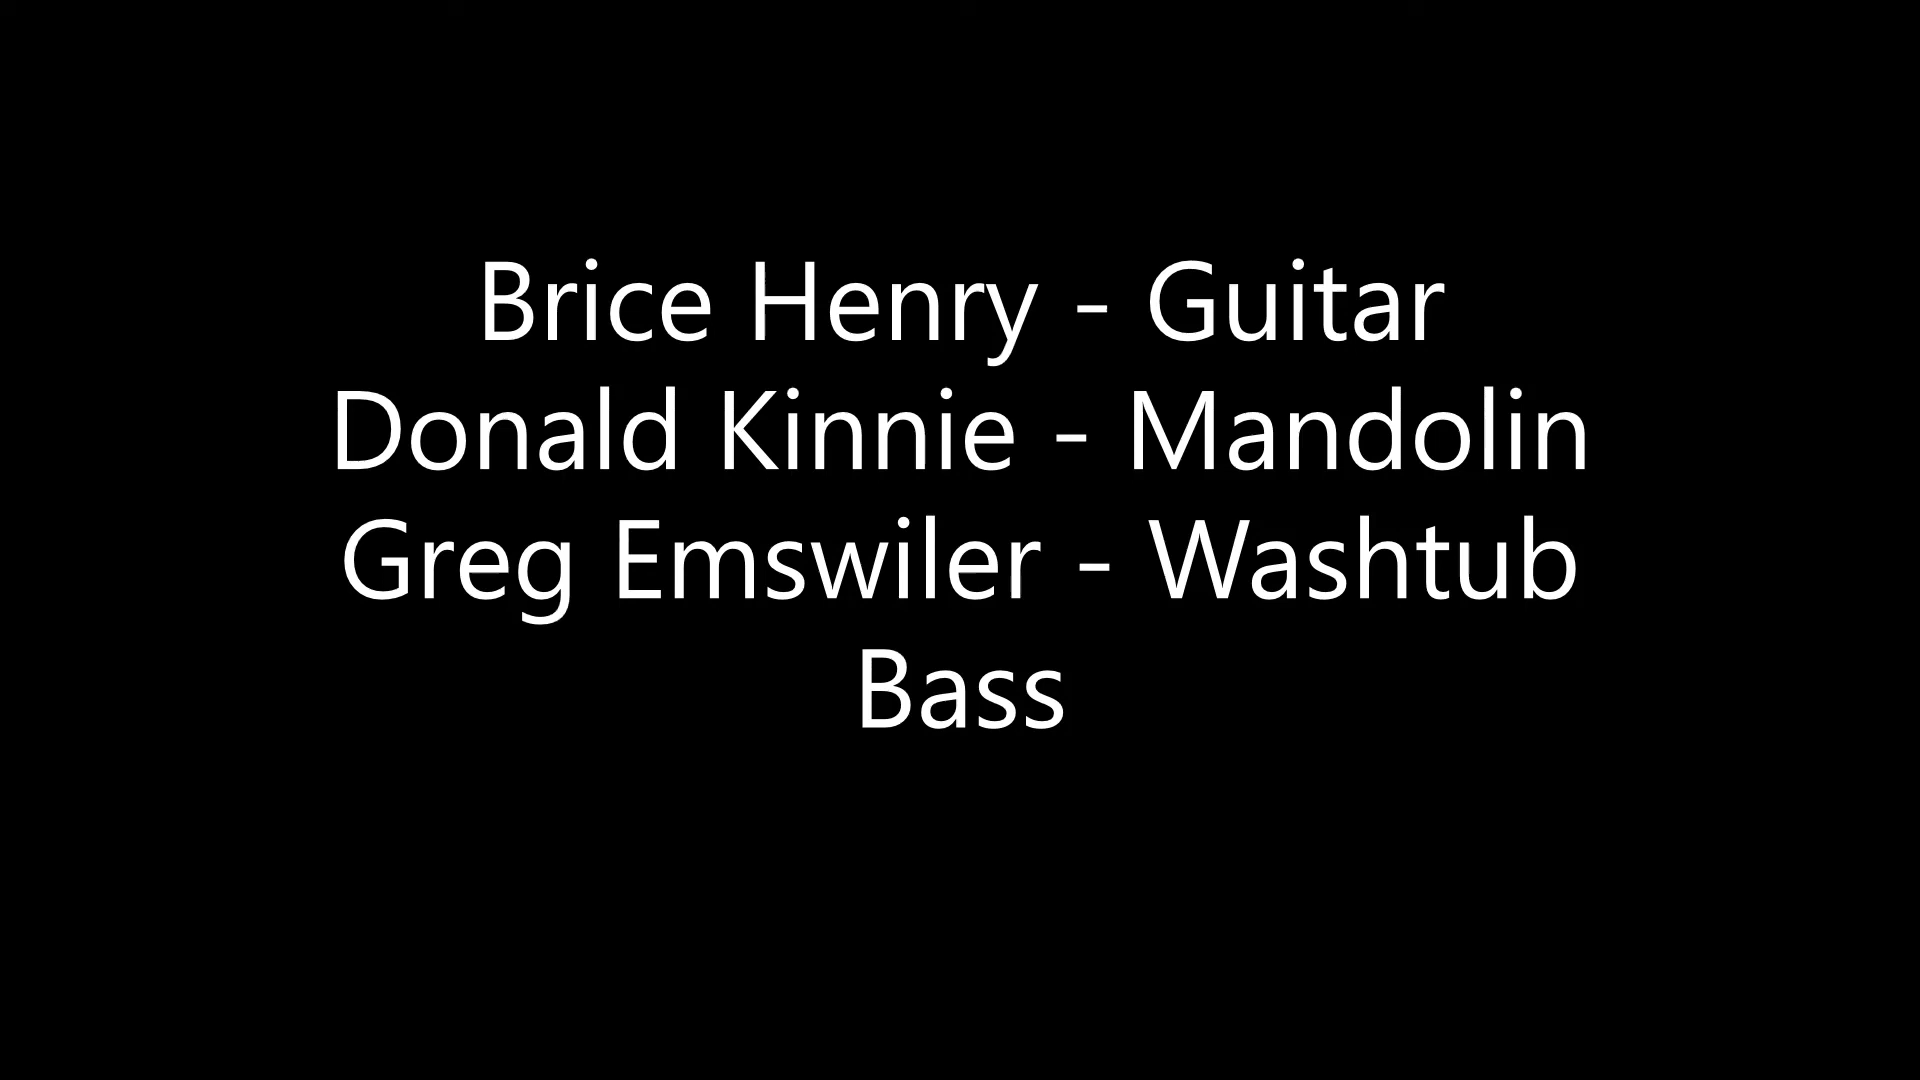 Brice Henry - Guitar
Donald Kinnie - Mandolin
Greg Emswiler - Washtub
Bass